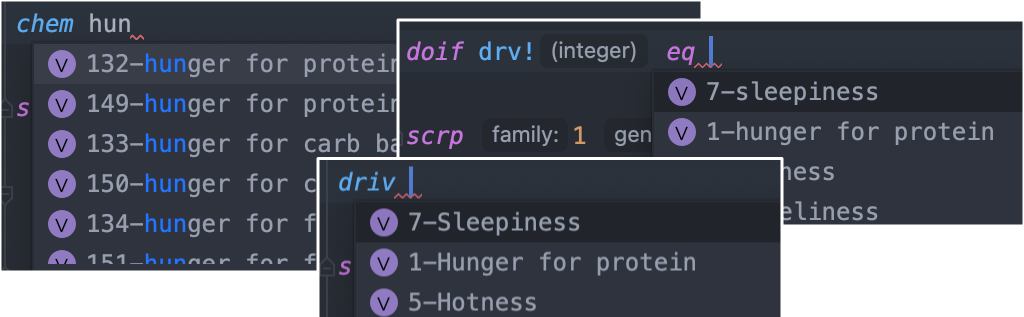 chem hun
V 132-hunger for protein
V 149-hunger for protein
V 133-hunger for carb ba
V 150-hunger for c
V 134-hunger for f
V 151-hunger for f
s
doif drv! (integer) eq
V 7-sleepiness
V 1-hunger for protein
ness
eliness
scrp family: 1 gen
driv
V 7-Sleepiness
V 1-Hunger for protein
V 5-Hotness
s